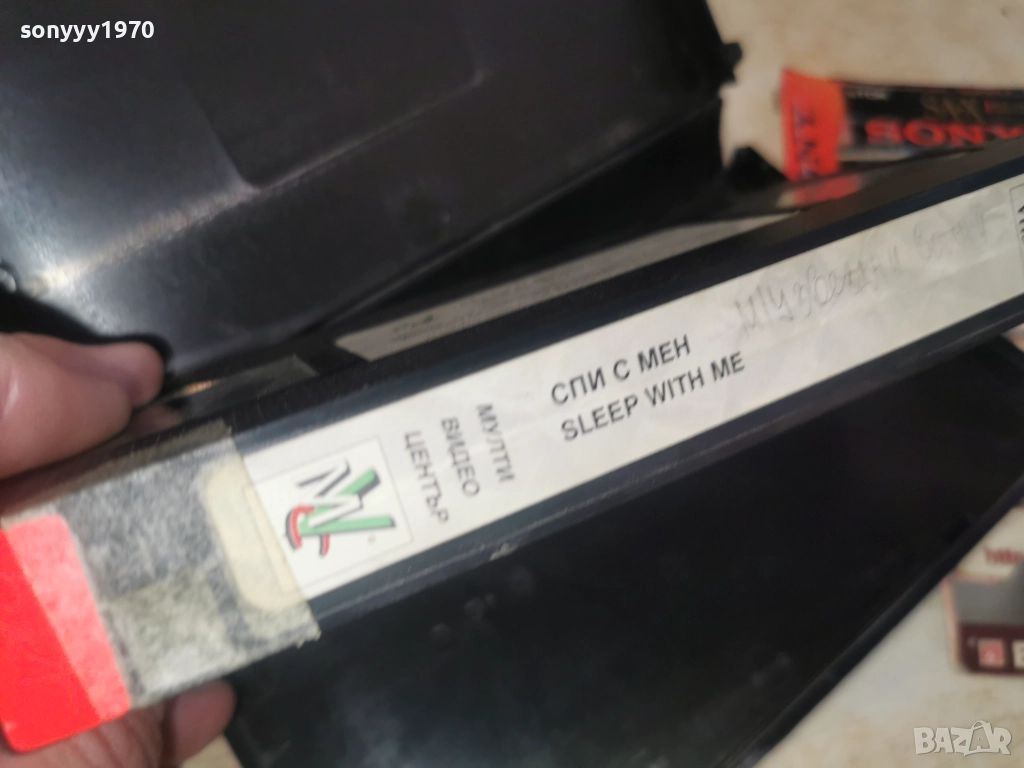 sonyyy1970
SONY
СПИ С МЕН
SLEEP WITH ME
МУЛТИ
ВИДЕО
ЦЕНТЪР
BAZAR